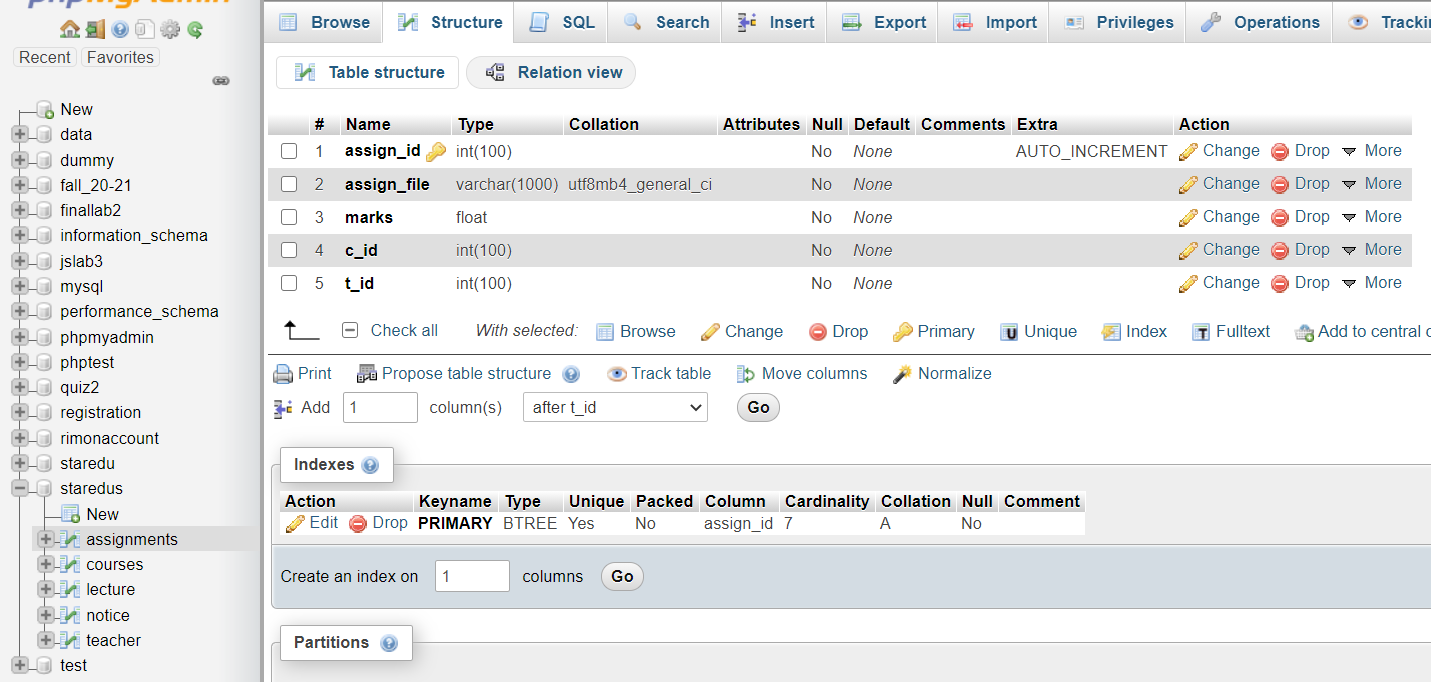 phpMyAdmin
Recent Favorites
New
data
dummy
fall_20-21
finallab2
information_schema
jslab3
mysql
performance_schema
phpmyadmin
phptest
quiz2
registration
rimonaccount
staredu
staredus
New
assignments
courses
lecture
notice
teacher
test
Browse Structure SQL Search Insert Export Import Privileges Operations
Table structure Relation view
# Name Type Collation Attributes Null Default Comments Extra Action
1 assign_id int(100) No None AUTO_INCREMENT Change Drop More
2 assign_file varchar(1000) utf8mb4_general_ci No None Change Drop More
3 marks float No None Change Drop More
4 c_id int(100) No None Change Drop More
5 t_id int(100) No None Change Drop More
Check all With selected: Browse Change Drop Primary Unique Index Fulltext Add to central
Print Propose table structure Track table Move columns Normalize
Add 1 column(s) after t_id Go
Indexes
Action Keyname Type Unique Packed Column Cardinality Collation Null Comment
Edit Drop PRIMARY BTREE Yes No assign_id 7 A No
Create an index on 1 columns Go
Partitions